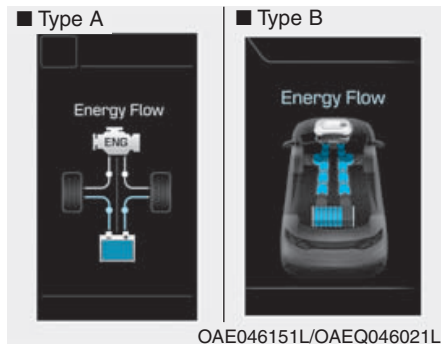 ■ Type A
■ Type B
Energy Flow
ENG
Energy Flow
OAE046151L/OAEQ046021L